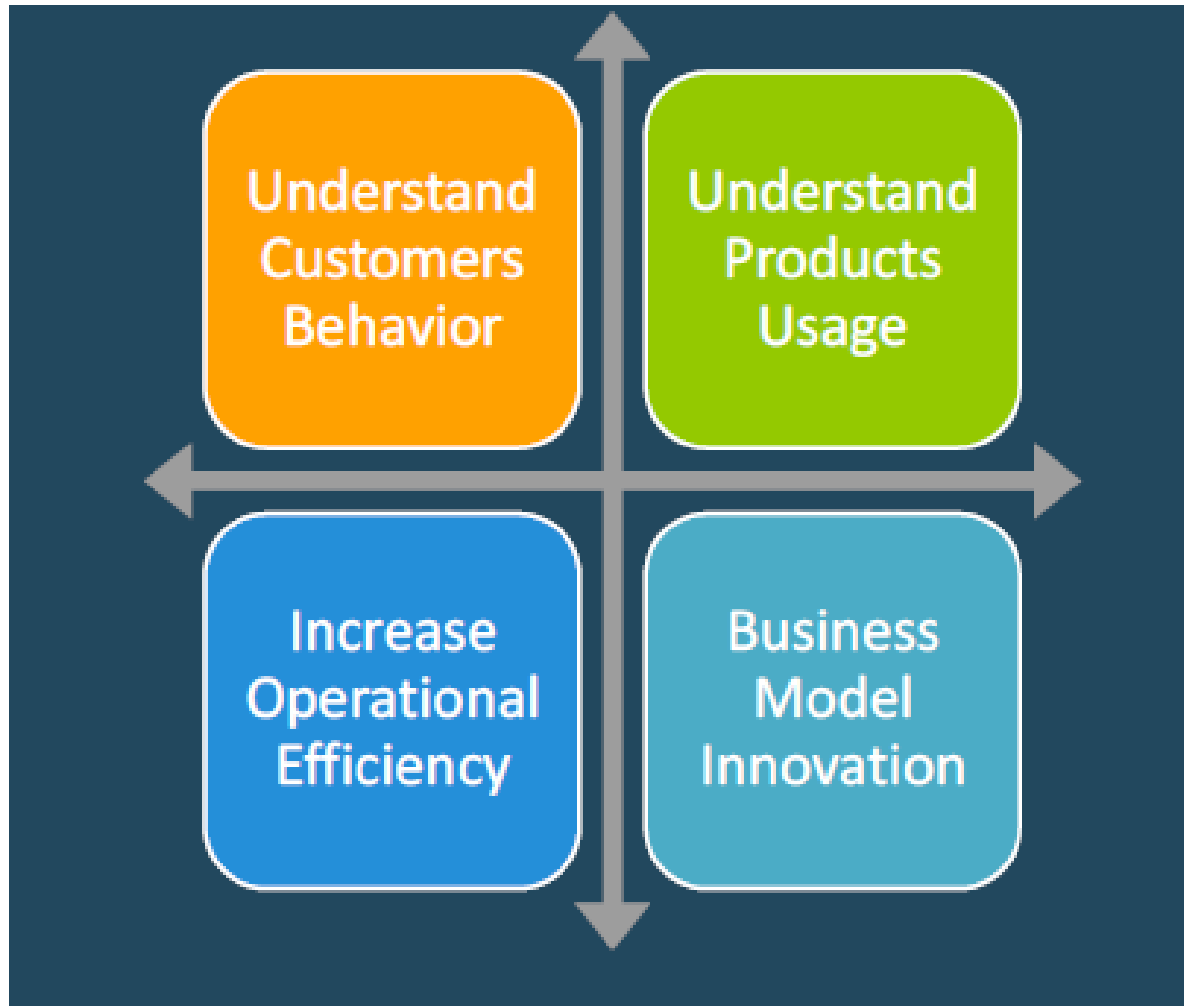 Understand
Customers
Behavior
Understand
Products
Usage
Increase
Operational
Efficiency
Business
Model
Innovation